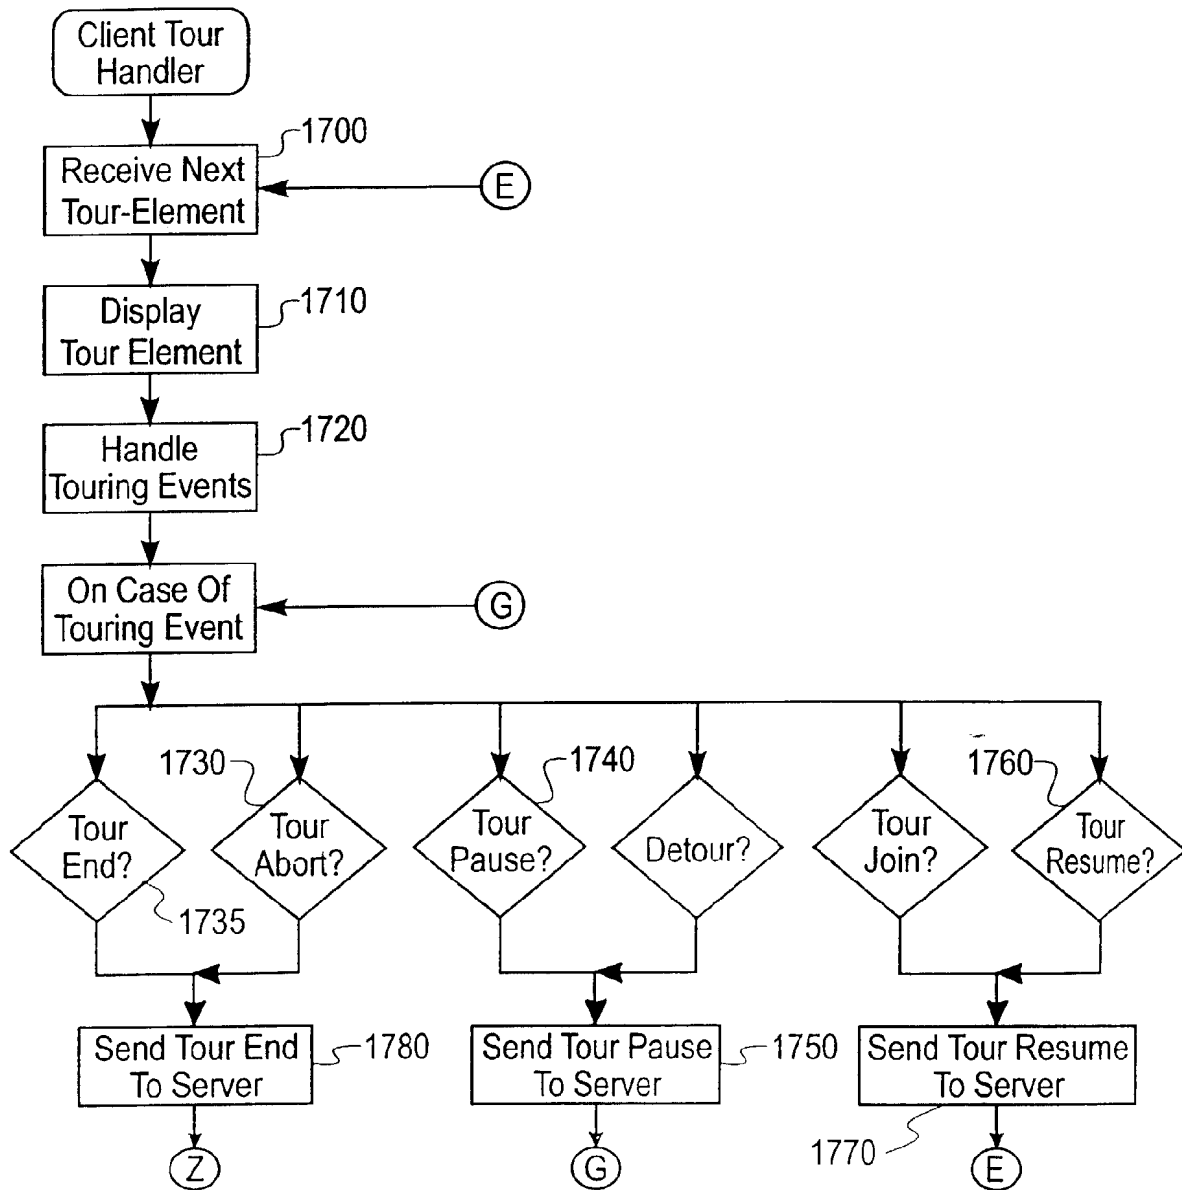 Client Tour
Handler
1700
Receive Next
Tour-Element
E
1710
Display
Tour Element
1720
Handle
Touring Events
On Case Of
Touring Event
G
1730
1740
1760
Tour
End?
Tour
Abort?
Tour
Pause?
Detour?
Tour
Join?
Tour
Resume?
1735
Send Tour End
To Server
1780
Send Tour Pause
To Server
1750
Send Tour Resume
To Server
1770
Z
G
E